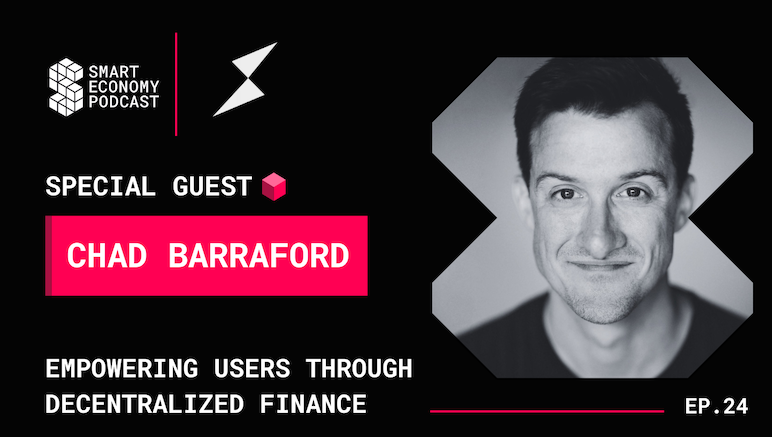 SMART
ECONOMY
PODCAST
SPECIAL GUEST
CHAD BARRAFORD
EMPOWERING USERS THROUGH
DECENTRALIZED FINANCE
EP.24